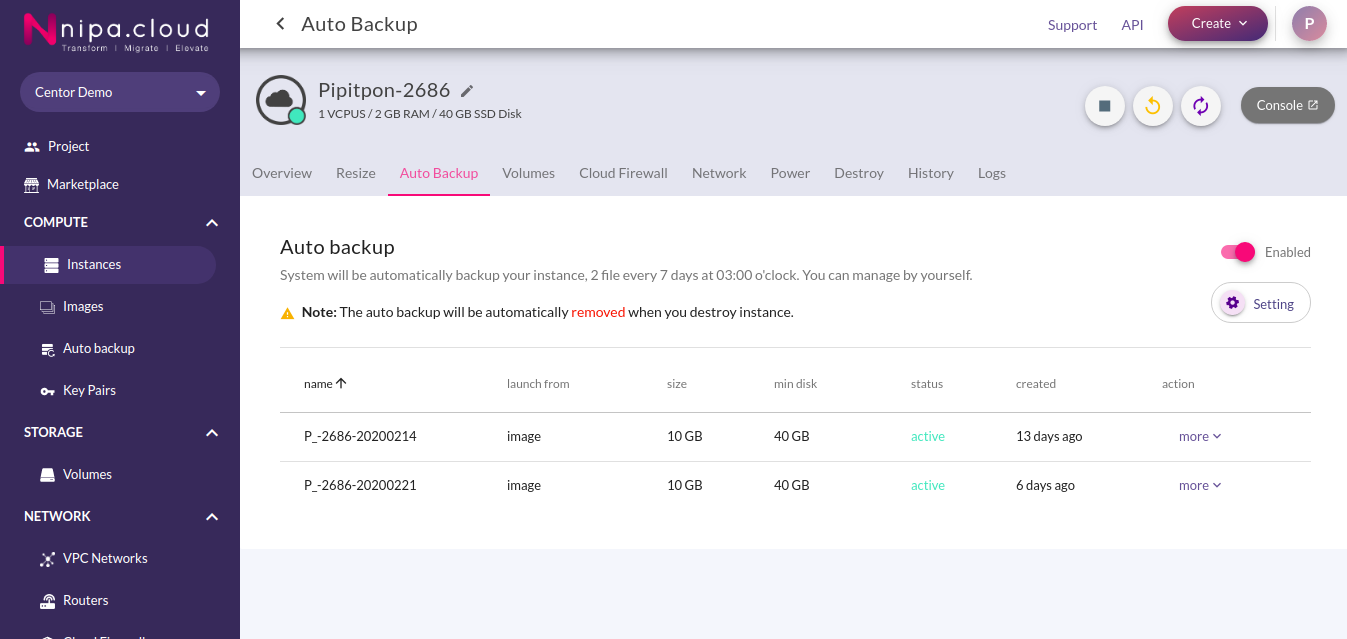 nipa.cloud
Transform | Migrate | Elevate
Centor Demo
Project
Marketplace
COMPUTE
Instances
Images
Auto backup
Key Pairs
STORAGE
Volumes
NETWORK
VPC Networks
Routers
Cloud Firewall
Auto Backup
Support API Create P
Pipitpon-2686
1 VCPUS / 2 GB RAM / 40 GB SSD Disk
Console
Overview Resize Auto Backup Volumes Cloud Firewall Network Power Destroy History Logs
Auto backup
Enabled
System will be automatically backup your instance, 2 file every 7 days at 03:00 o'clock. You can manage by yourself.
Setting
Note: The auto backup will be automatically removed when you destroy instance.
name launch from size min disk status created action
P_-2686-20200214 image 10 GB 40 GB active 13 days ago more
P_-2686-20200221 image 10 GB 40 GB active 6 days ago more